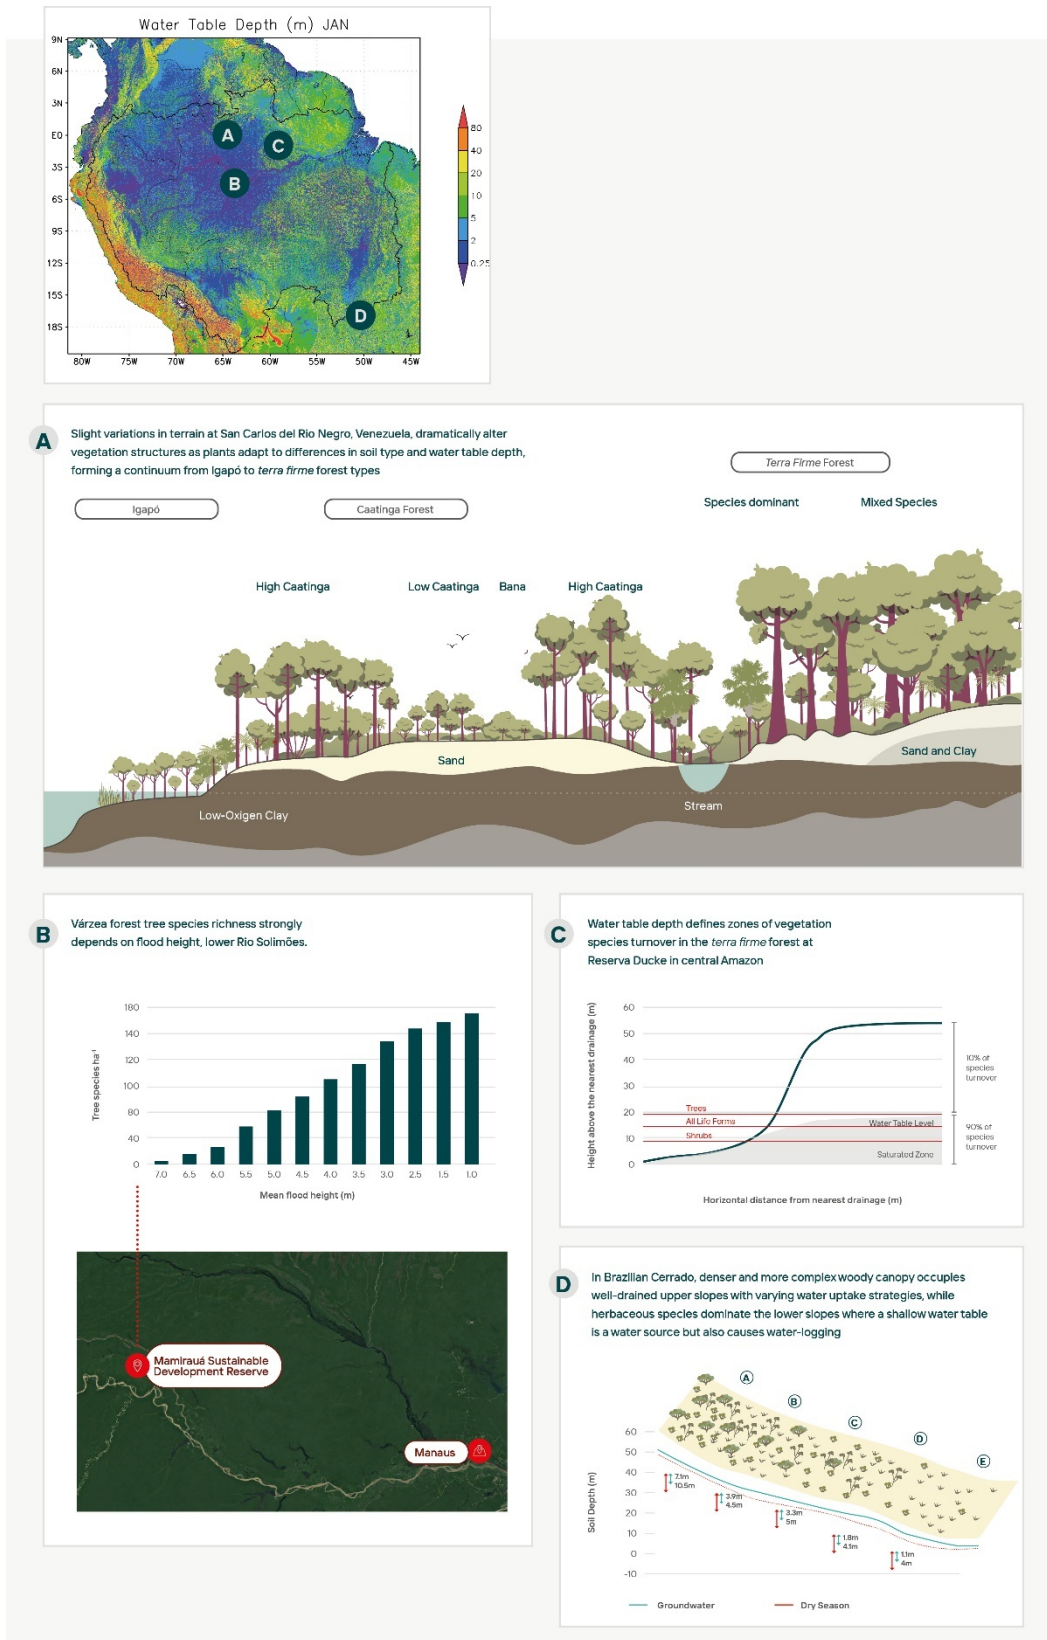 Water Table Depth (m) JAN
9N
6N
3N
EQ
3S
6S
9S
12S
15S
18S
80W 75W 70W 65W 60W 55W 50W 45W
A
B
C
D
80
40
20
10
5
2
0.25
A
Slight variations in terrain at San Carlos del Rio Negro, Venezuela, dramatically alter
vegetation structures as plants adapt to differences in soil type and water table depth,
forming a continuum from Igapó to terra firme forest types
Terra Firme Forest
Igapó
Caatinga Forest
Species dominant
Mixed Species
High Caatinga
Low Caatinga
Bana
High Caatinga
Sand
Sand and Clay
Low-Oxigen Clay
Stream
B
Várzea forest tree species richness strongly
depends on flood height, lower Rio Solimões.
Tree species ha⁻¹
180
140
120
100
80
40
0
7.0 6.5 6.0 5.5 5.0 4.5 4.0 3.5 3.0 2.5 1.5 1.0
Mean flood height (m)
Mamirauá Sustainable
Development Reserve
Manaus
C
Water table depth defines zones of vegetation
species turnover in the terra firme forest at
Reserva Ducke in central Amazon
Height above the nearest drainage (m)
60
50
40
30
20
10
0
Trees
All Life Forms
Shrubs
Water Table Level
Saturated Zone
10% of
species
turnover
90% of
species
turnover
Horizontal distance from nearest drainage (m)
D
In Brazilian Cerrado, denser and more complex woody canopy occupies
well-drained upper slopes with varying water uptake strategies, while
herbaceous species dominate the lower slopes where a shallow water table
is a water source but also causes water-logging
A
B
C
D
E
Soil Depth (m)
60
50
40
30
20
10
0
-10
7.1m
10.5m
3.9m
4.5m
3.3m
5m
1.8m
4.1m
1.1m
4m
Groundwater
Dry Season